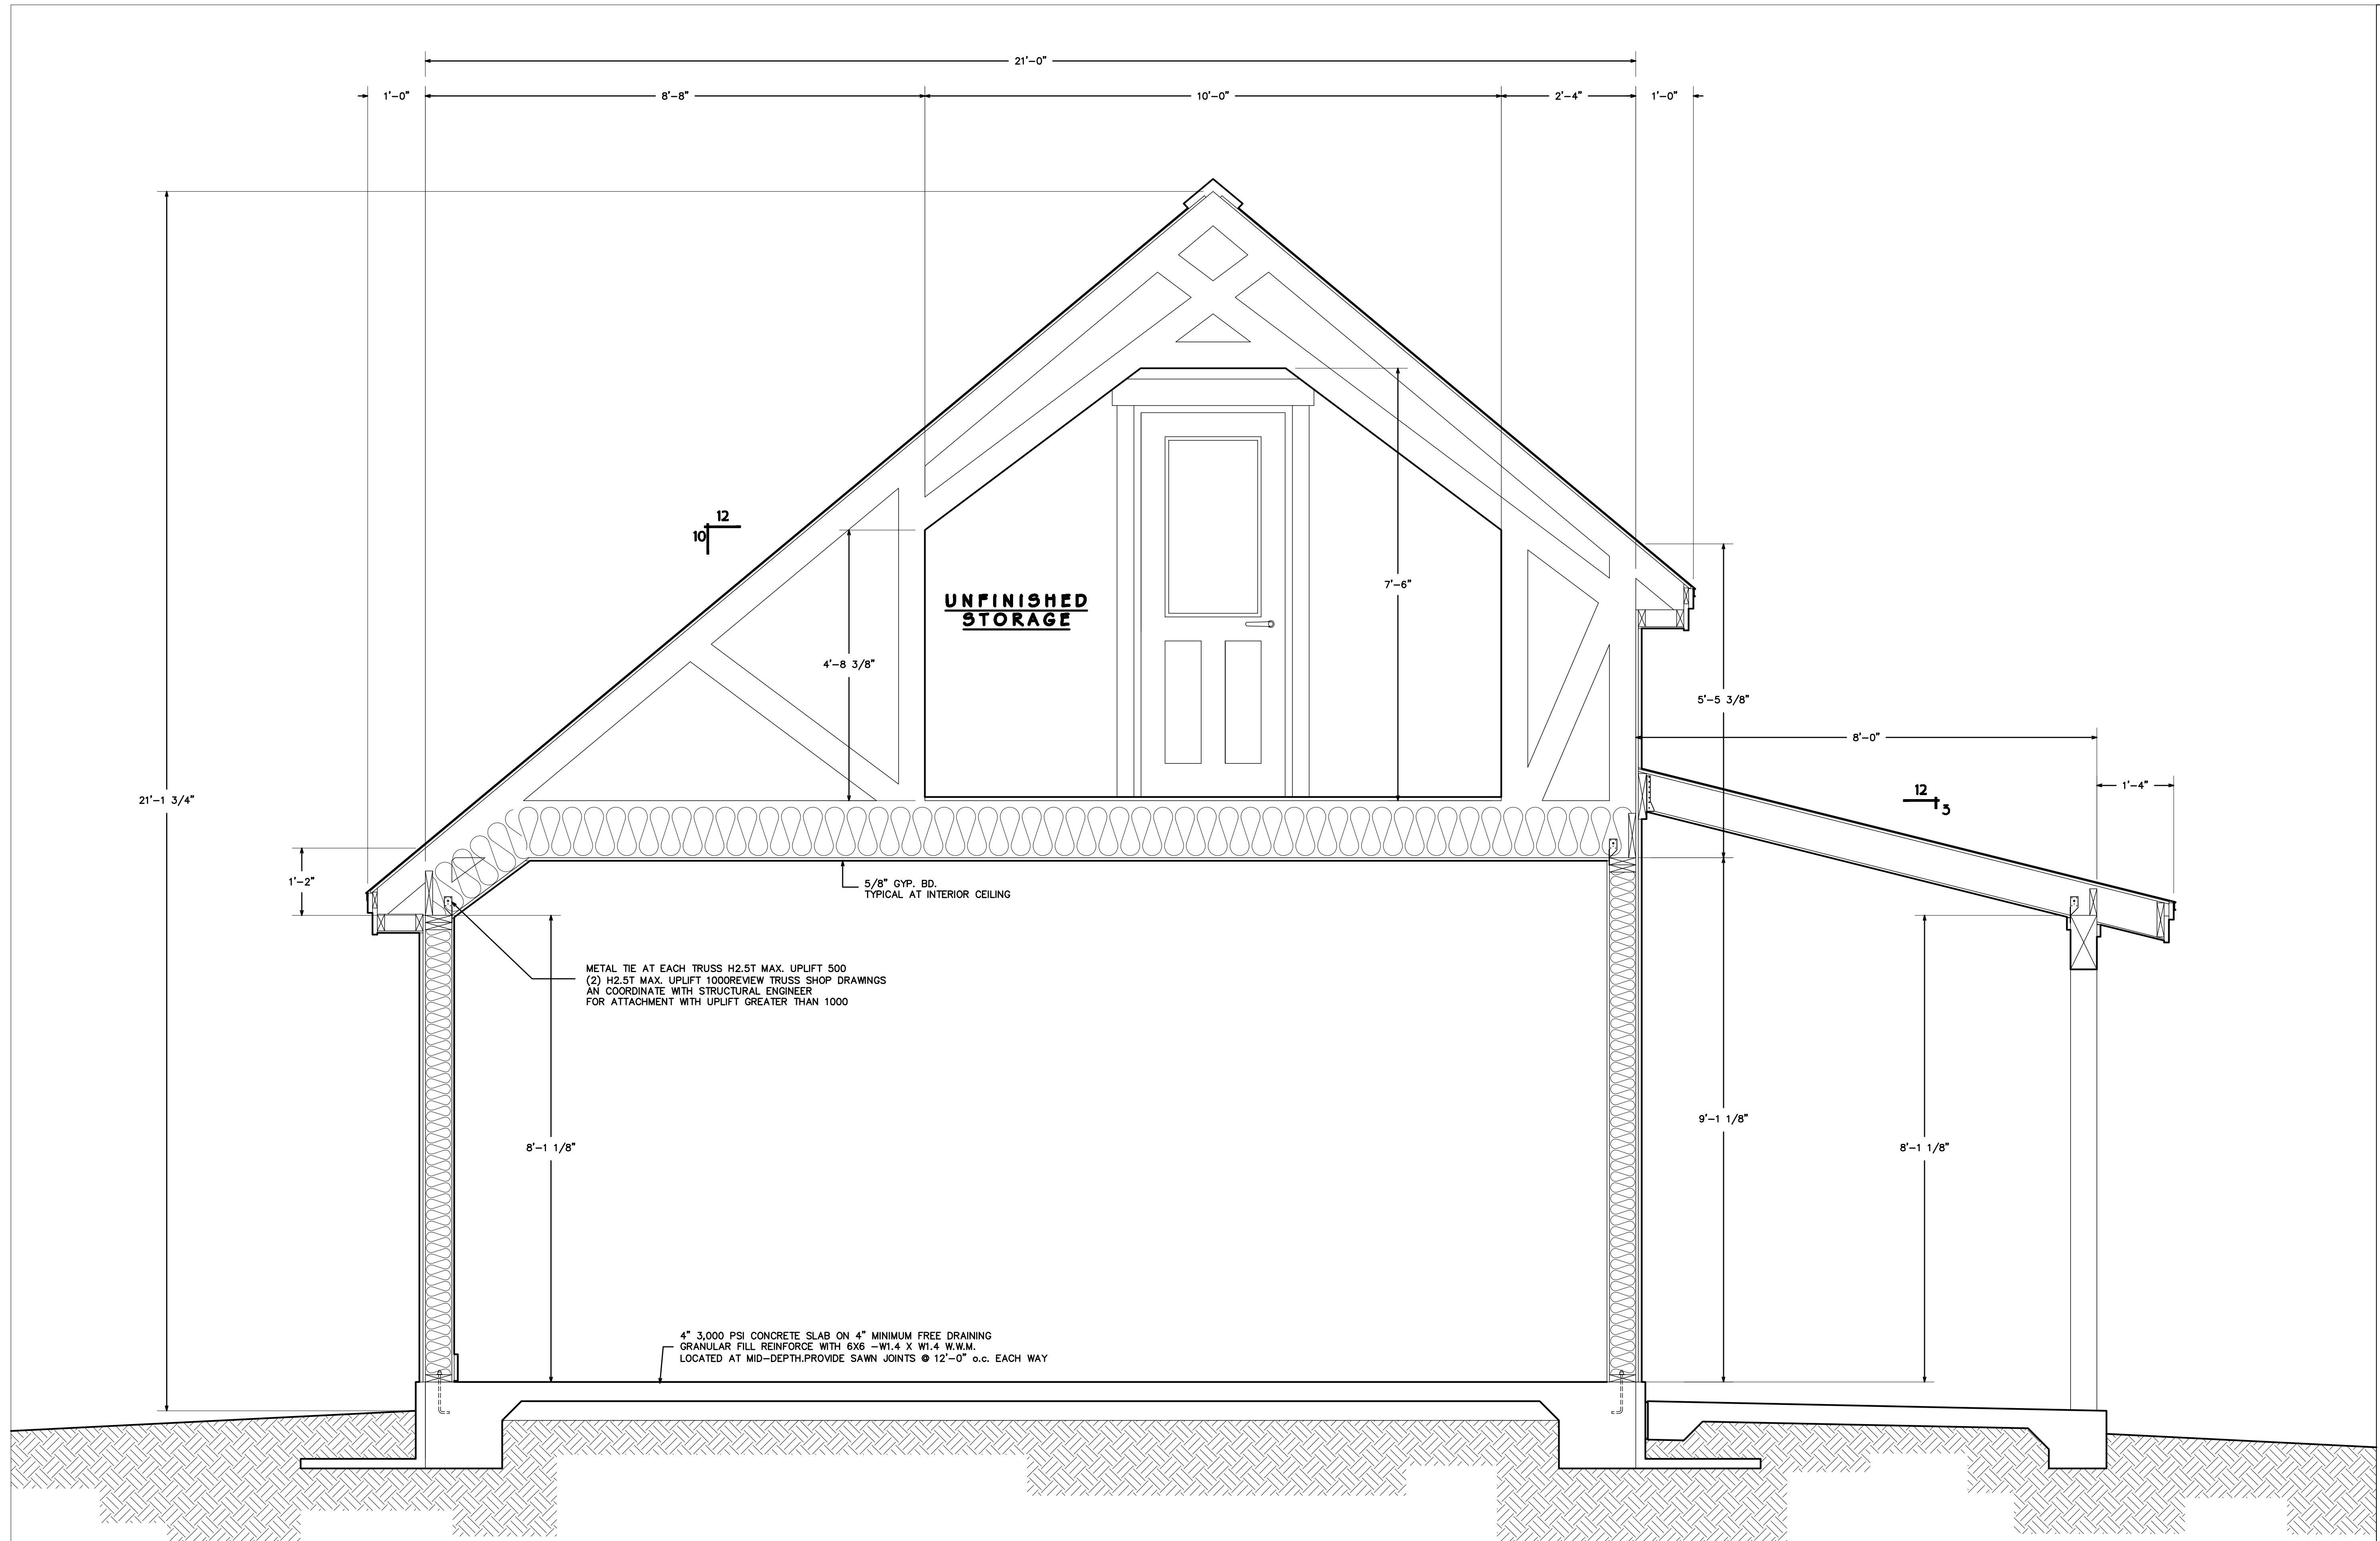 21'-0"
1'-0"
8'-8"
10'-0"
2'-4"
1'-0"
12
10
7'-6"
UNFINISHED
STORAGE
4'-8 3/8"
5'-5 3/8"
8'-0"
21'-1 3/4"
1'-4"
12
3
1'-2"
5/8" GYP. BD.
TYPICAL AT INTERIOR CEILING
METAL TIE AT EACH TRUSS H2.5T MAX. UPLIFT 500
(2) H2.5T MAX. UPLIFT 1000REVIEW TRUSS SHOP DRAWINGS
AN COORDINATE WITH STRUCTURAL ENGINEER
FOR ATTACHMENT WITH UPLIFT GREATER THAN 1000
8'-1 1/8"
9'-1 1/8"
8'-1 1/8"
4" 3,000 PSI CONCRETE SLAB ON 4" MINIMUM FREE DRAINING
GRANULAR FILL REINFORCE WITH 6X6 -W1.4 X W1.4 W.W.M.
LOCATED AT MID-DEPTH.PROVIDE SAWN JOINTS @ 12'-0" o.c. EACH WAY